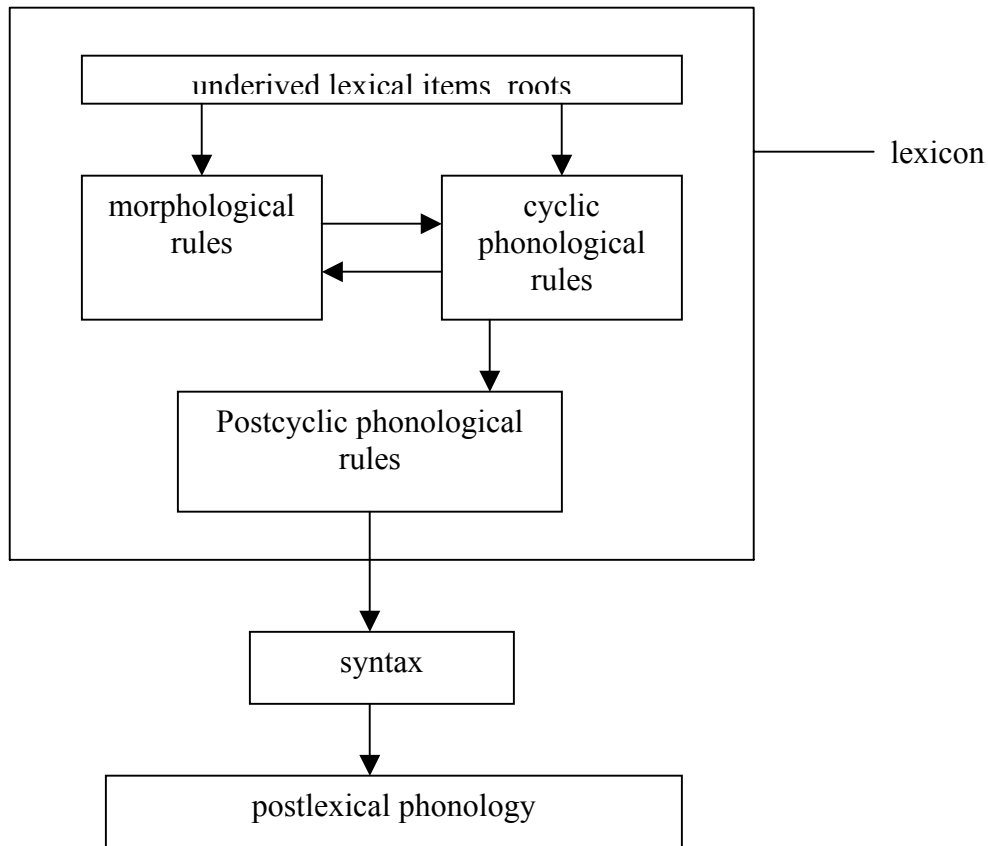 underived lexical items roots
lexicon
morphological
rules
cyclic
phonological
rules
Postcyclic phonological
rules
syntax
postlexical phonology